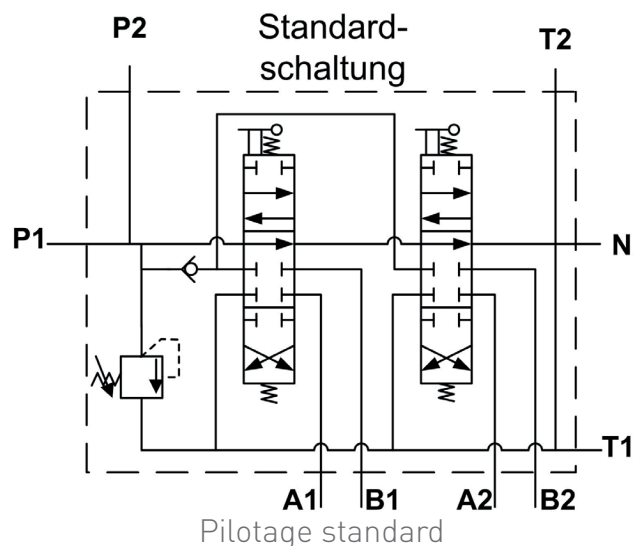 P2
Standard-
schaltung
T2
P1
N
T1
A1 B1 A2 B2
Pilotage standard